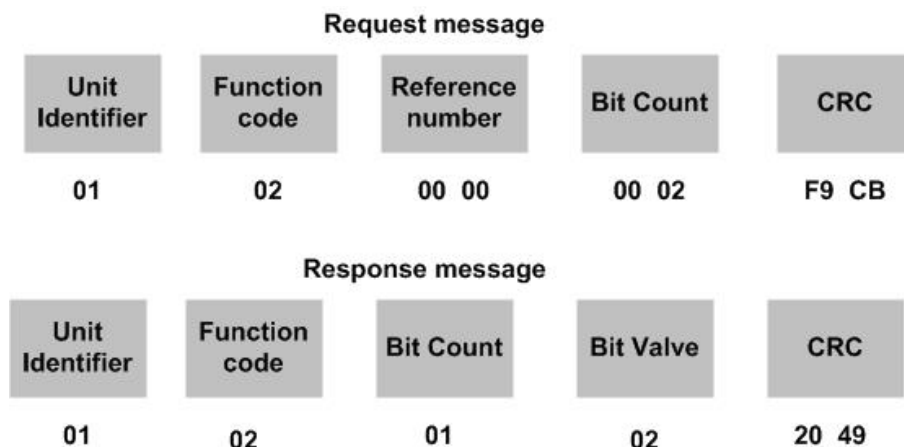 Request message
Unit Identifier
Function code
Reference number
Bit Count
CRC
01
02
00 00
00 02
F9 CB
Response message
Unit Identifier
Function code
Bit Count
Bit Valve
CRC
01
02
01
02
20 49